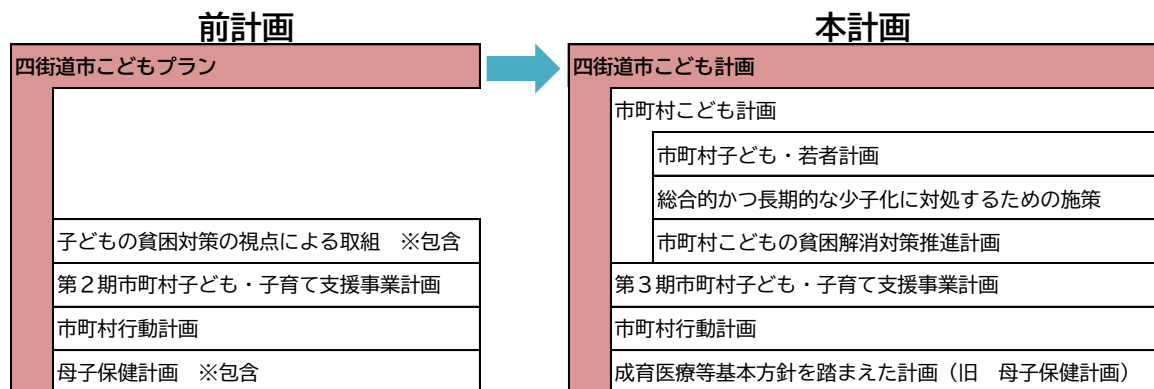 前計画
四街道市こどもプラン
子どもの貧困対策の視点による取組　※包含
第２期市町村子ども・子育て支援事業計画
市町村行動計画
母子保健計画　※包含
本計画
四街道市こども計画
市町村こども計画
市町村子ども・若者計画
総合的かつ長期的な少子化に対処するための施策
市町村こどもの貧困解消対策推進計画
第３期市町村子ども・子育て支援事業計画
市町村行動計画
成育医療等基本方針を踏まえた計画（旧　母子保健計画）